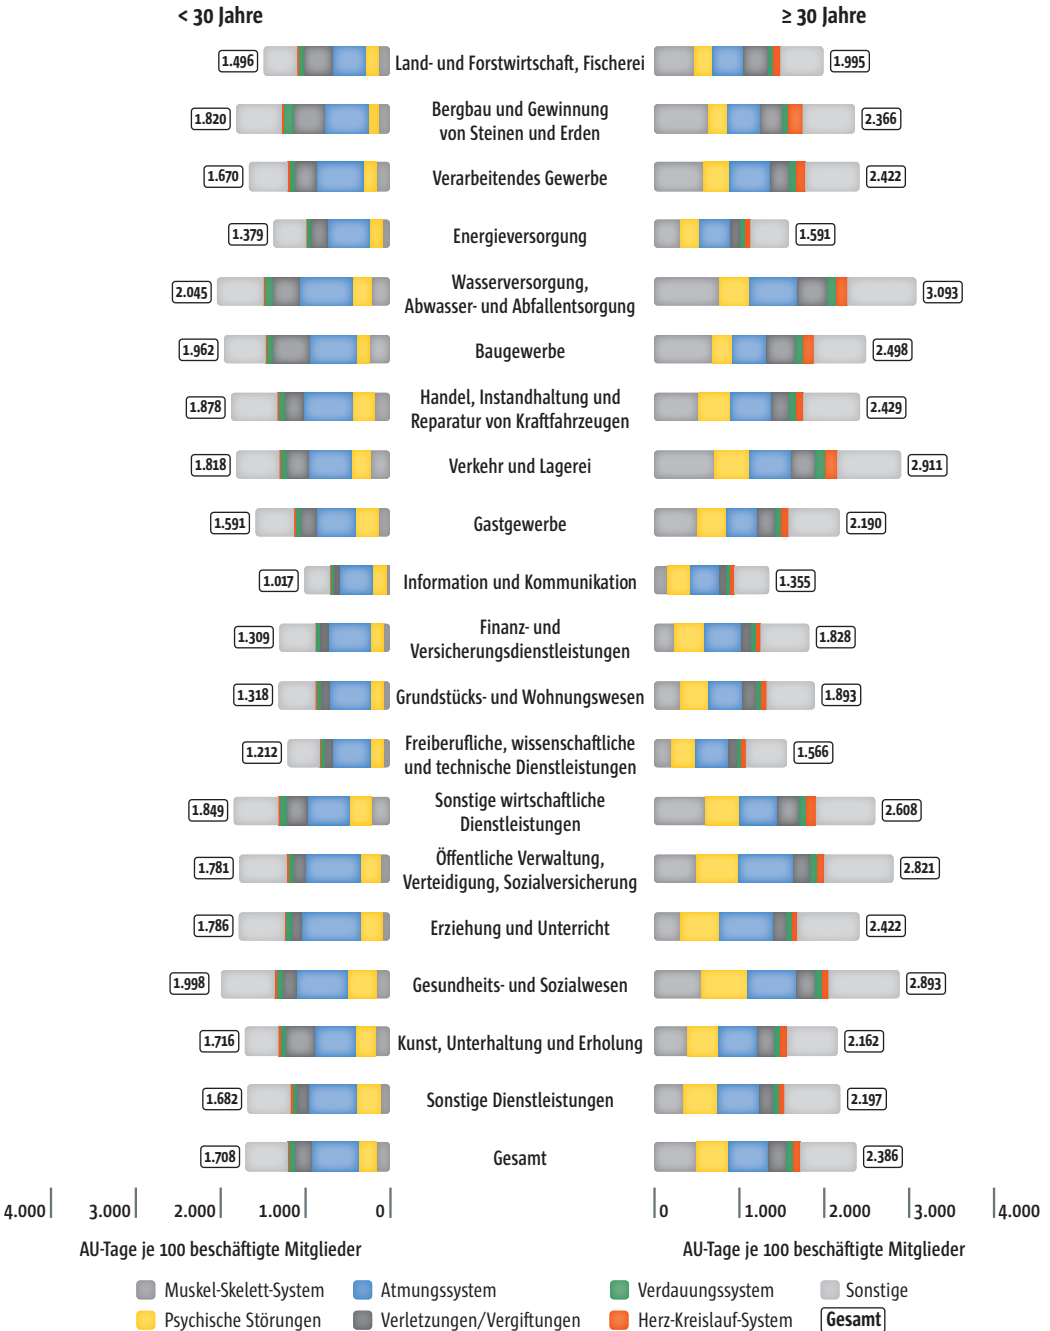 < 30 Jahre ≥ 30 Jahre
1.496 Land- und Forstwirtschaft, Fischerei 1.995
1.820 Bergbau und Gewinnung
von Steinen und Erden 2.366
1.670 Verarbeitendes Gewerbe 2.422
1.379 Energieversorgung 1.591
2.045 Wasserversorgung,
Abwasser- und Abfallentsorgung 3.093
1.962 Baugewerbe 2.498
1.878 Handel, Instandhaltung und
Reparatur von Kraftfahrzeugen 2.429
1.818 Verkehr und Lagerei 2.911
1.591 Gastgewerbe 2.190
1.017 Information und Kommunikation 1.355
1.309 Finanz- und
Versicherungsdienstleistungen 1.828
1.318 Grundstücks- und Wohnungswesen 1.893
1.212 Freiberufliche, wissenschaftliche
und technische Dienstleistungen 1.566
1.849 Sonstige wirtschaftliche
Dienstleistungen 2.608
1.781 Öffentliche Verwaltung,
Verteidigung, Sozialversicherung 2.821
1.786 Erziehung und Unterricht 2.422
1.998 Gesundheits- und Sozialwesen 2.893
1.716 Kunst, Unterhaltung und Erholung 2.162
1.682 Sonstige Dienstleistungen 2.197
1.708 Gesamt 2.386
4.000 3.000 2.000 1.000 0 0 1.000 2.000 3.000 4.000
AU-Tage je 100 beschäftigte Mitglieder AU-Tage je 100 beschäftigte Mitglieder
Muskel-Skelett-System Atmungssystem Verdauungssystem Sonstige
Psychische Störungen Verletzungen/Vergiftungen Herz-Kreislauf-System Gesamt